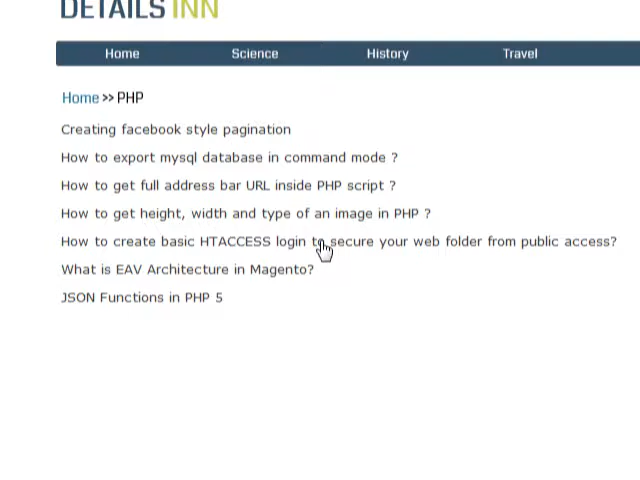 DETAILS INN
Home Science History Travel
Home >> PHP
Creating facebook style pagination
How to export mysql database in command mode ?
How to get full address bar URL inside PHP script ?
How to get height, width and type of an image in PHP ?
How to create basic HTACCESS login to secure your web folder from public access?
What is EAV Architecture in Magento?
JSON Functions in PHP 5